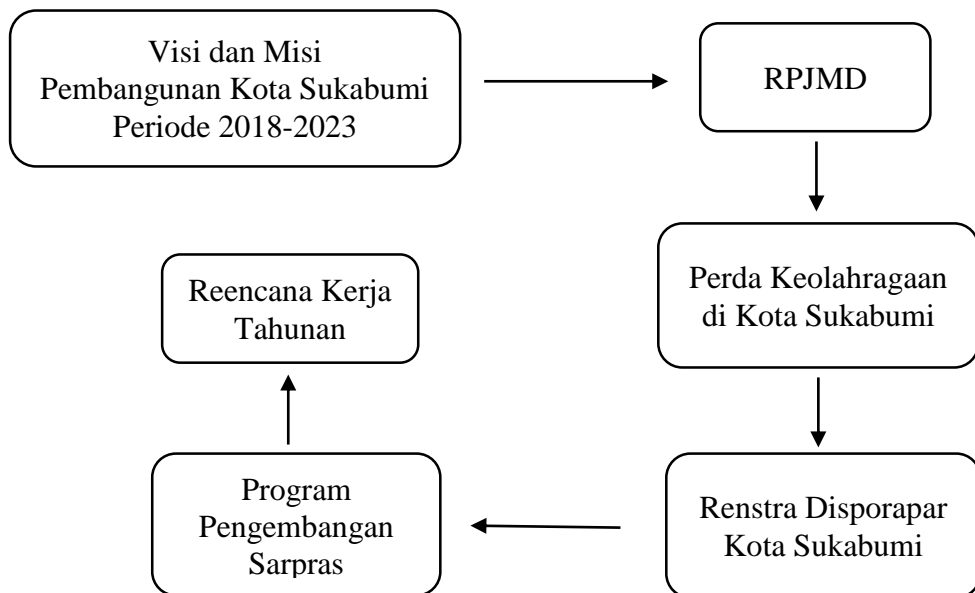 Visi dan Misi
Pembangunan Kota Sukabumi
Periode 2018-2023
RPJMD
Perda Keolahragaan
di Kota Sukabumi
Renstra Disporapar
Kota Sukabumi
Program
Pengembangan
Sarpras
Reencana Kerja
Tahunan